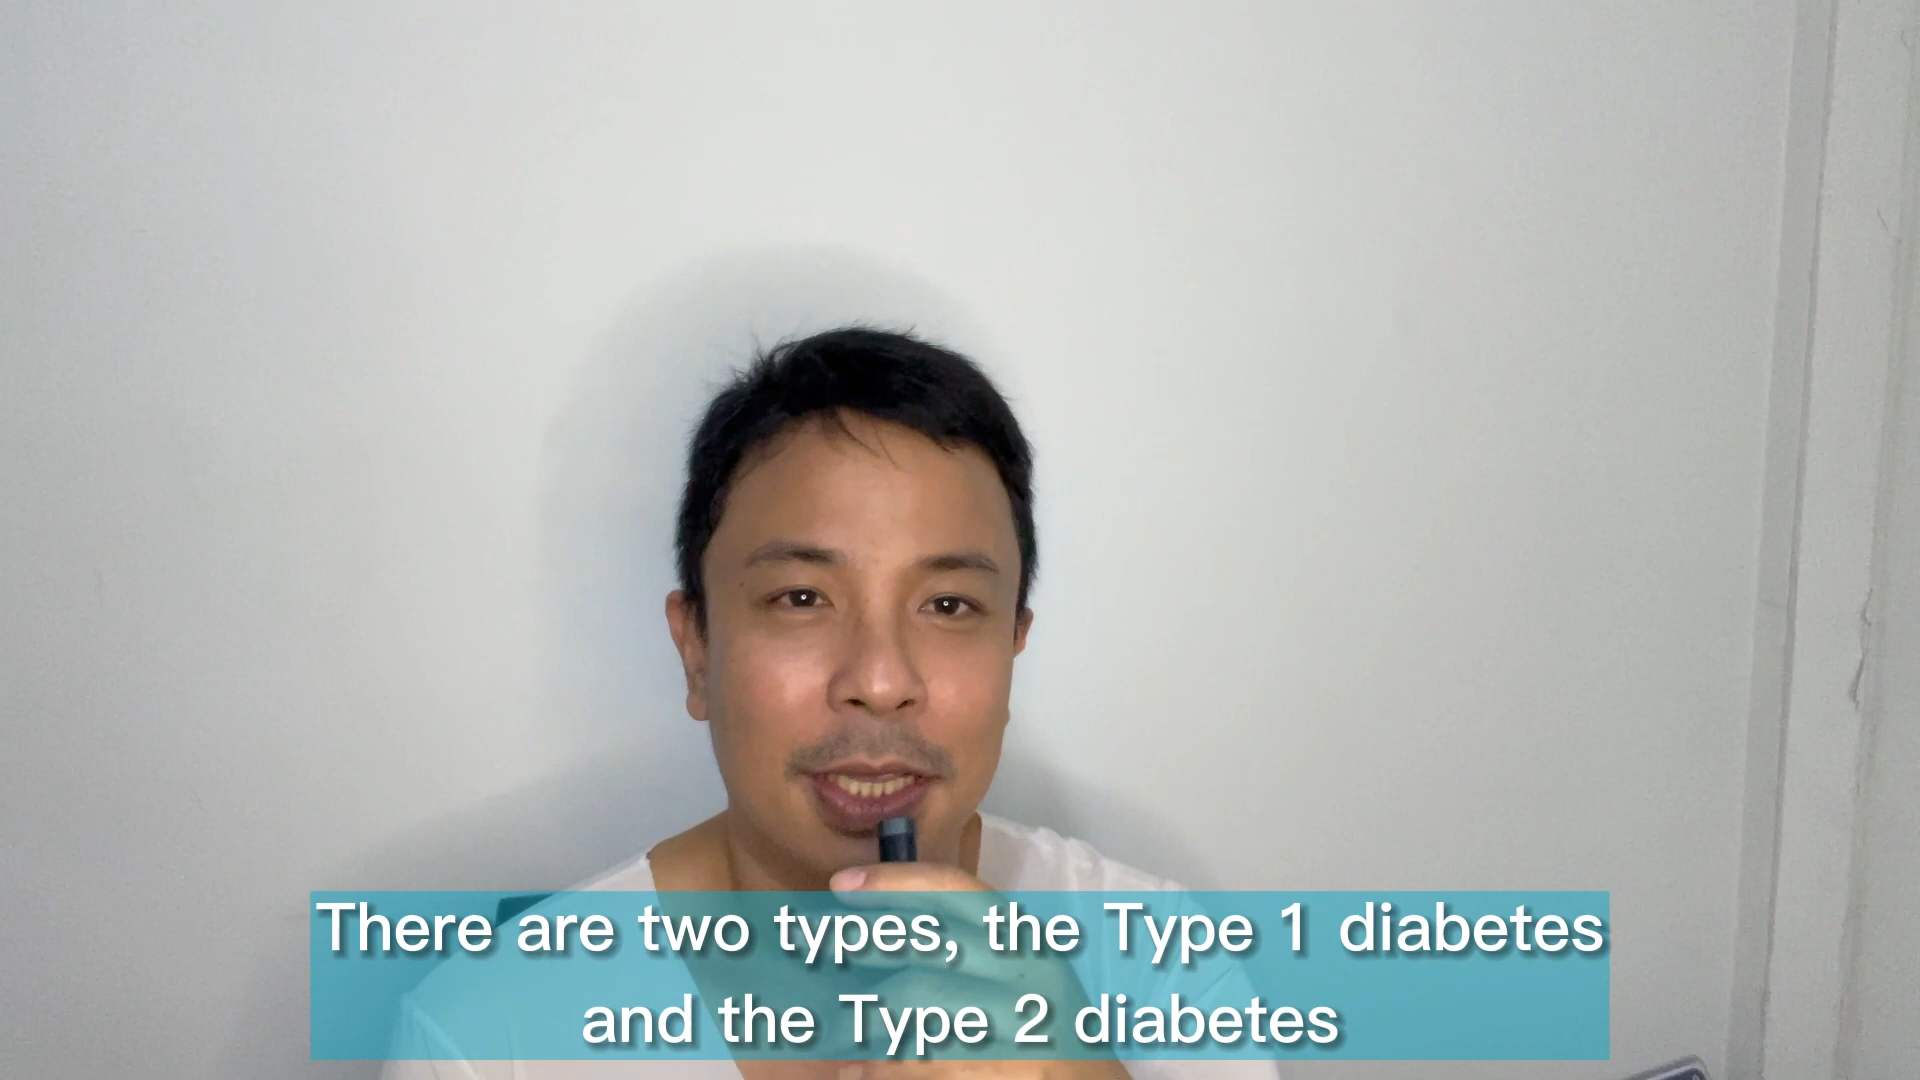 There are two types, the Type 1 diabetes
and the Type 2 diabetes